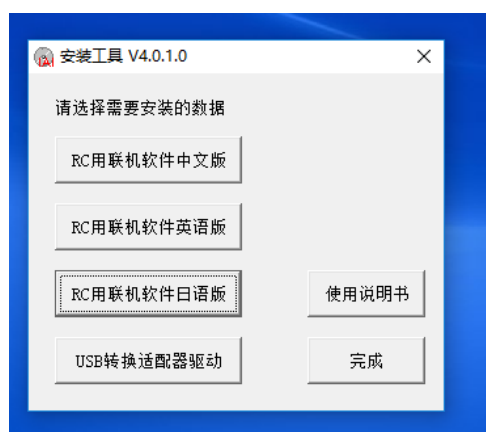 安装工具 V4.0.1.0
请选择需要安装的数据
RC用联机软件中文版
RC用联机软件英语版
RC用联机软件日语版
使用说明书
USB转换适配器驱动
完成